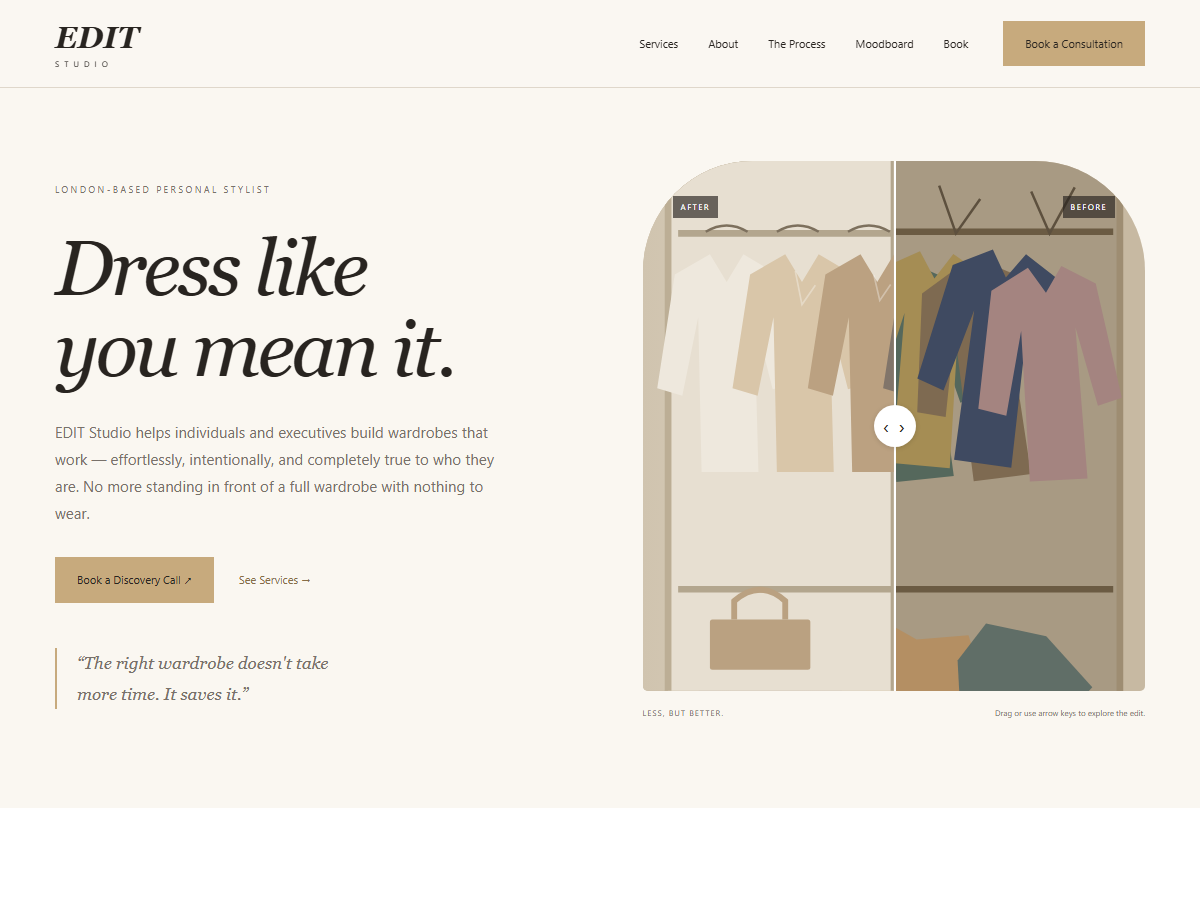 EDIT
STUDIO
Services
About
The Process
Moodboard
Book
Book a Consultation
LONDON-BASED PERSONAL STYLIST
Dress like
you mean it.
EDIT Studio helps individuals and executives build wardrobes that
work — effortlessly, intentionally, and completely true to who they
are. No more standing in front of a full wardrobe with nothing to
wear.
Book a Discovery Call ↗
See Services →
“The right wardrobe doesn't take
more time. It saves it.”
AFTER
BEFORE
‹ ›
LESS, BUT BETTER.
Drag or use arrow keys to explore the edit.